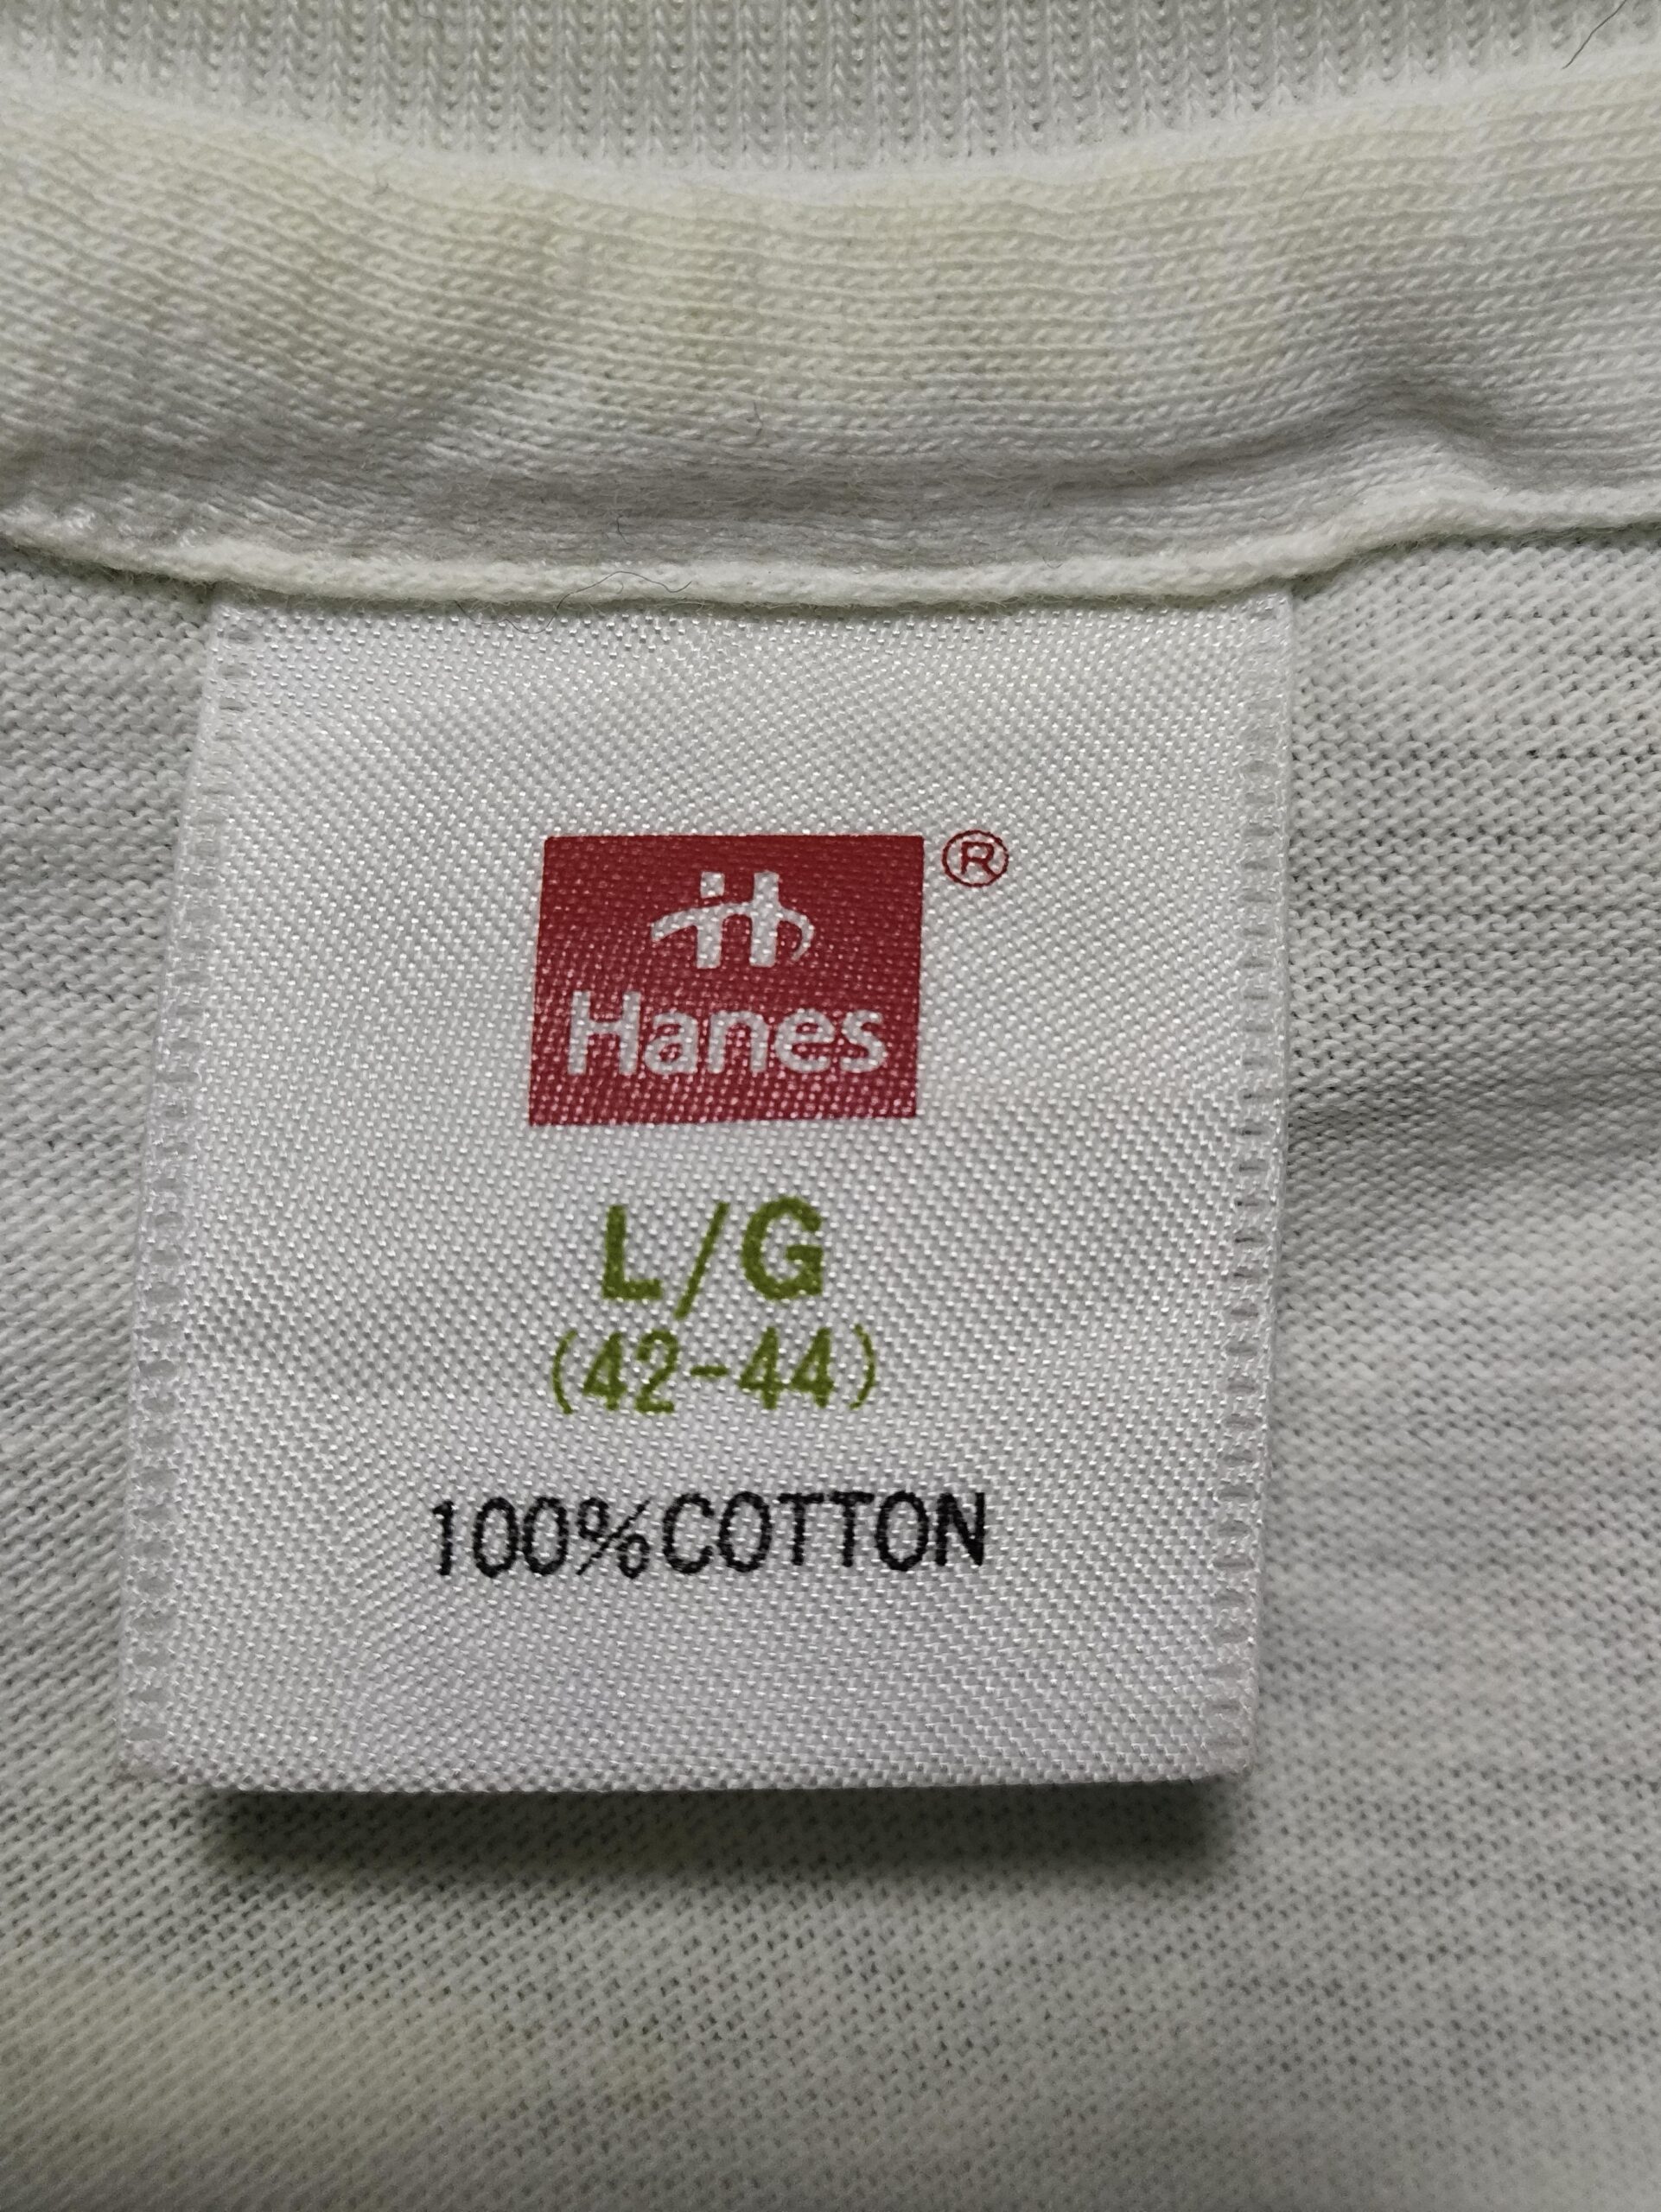 ®
Hanes
L/G
(42-44)
100%COTTON